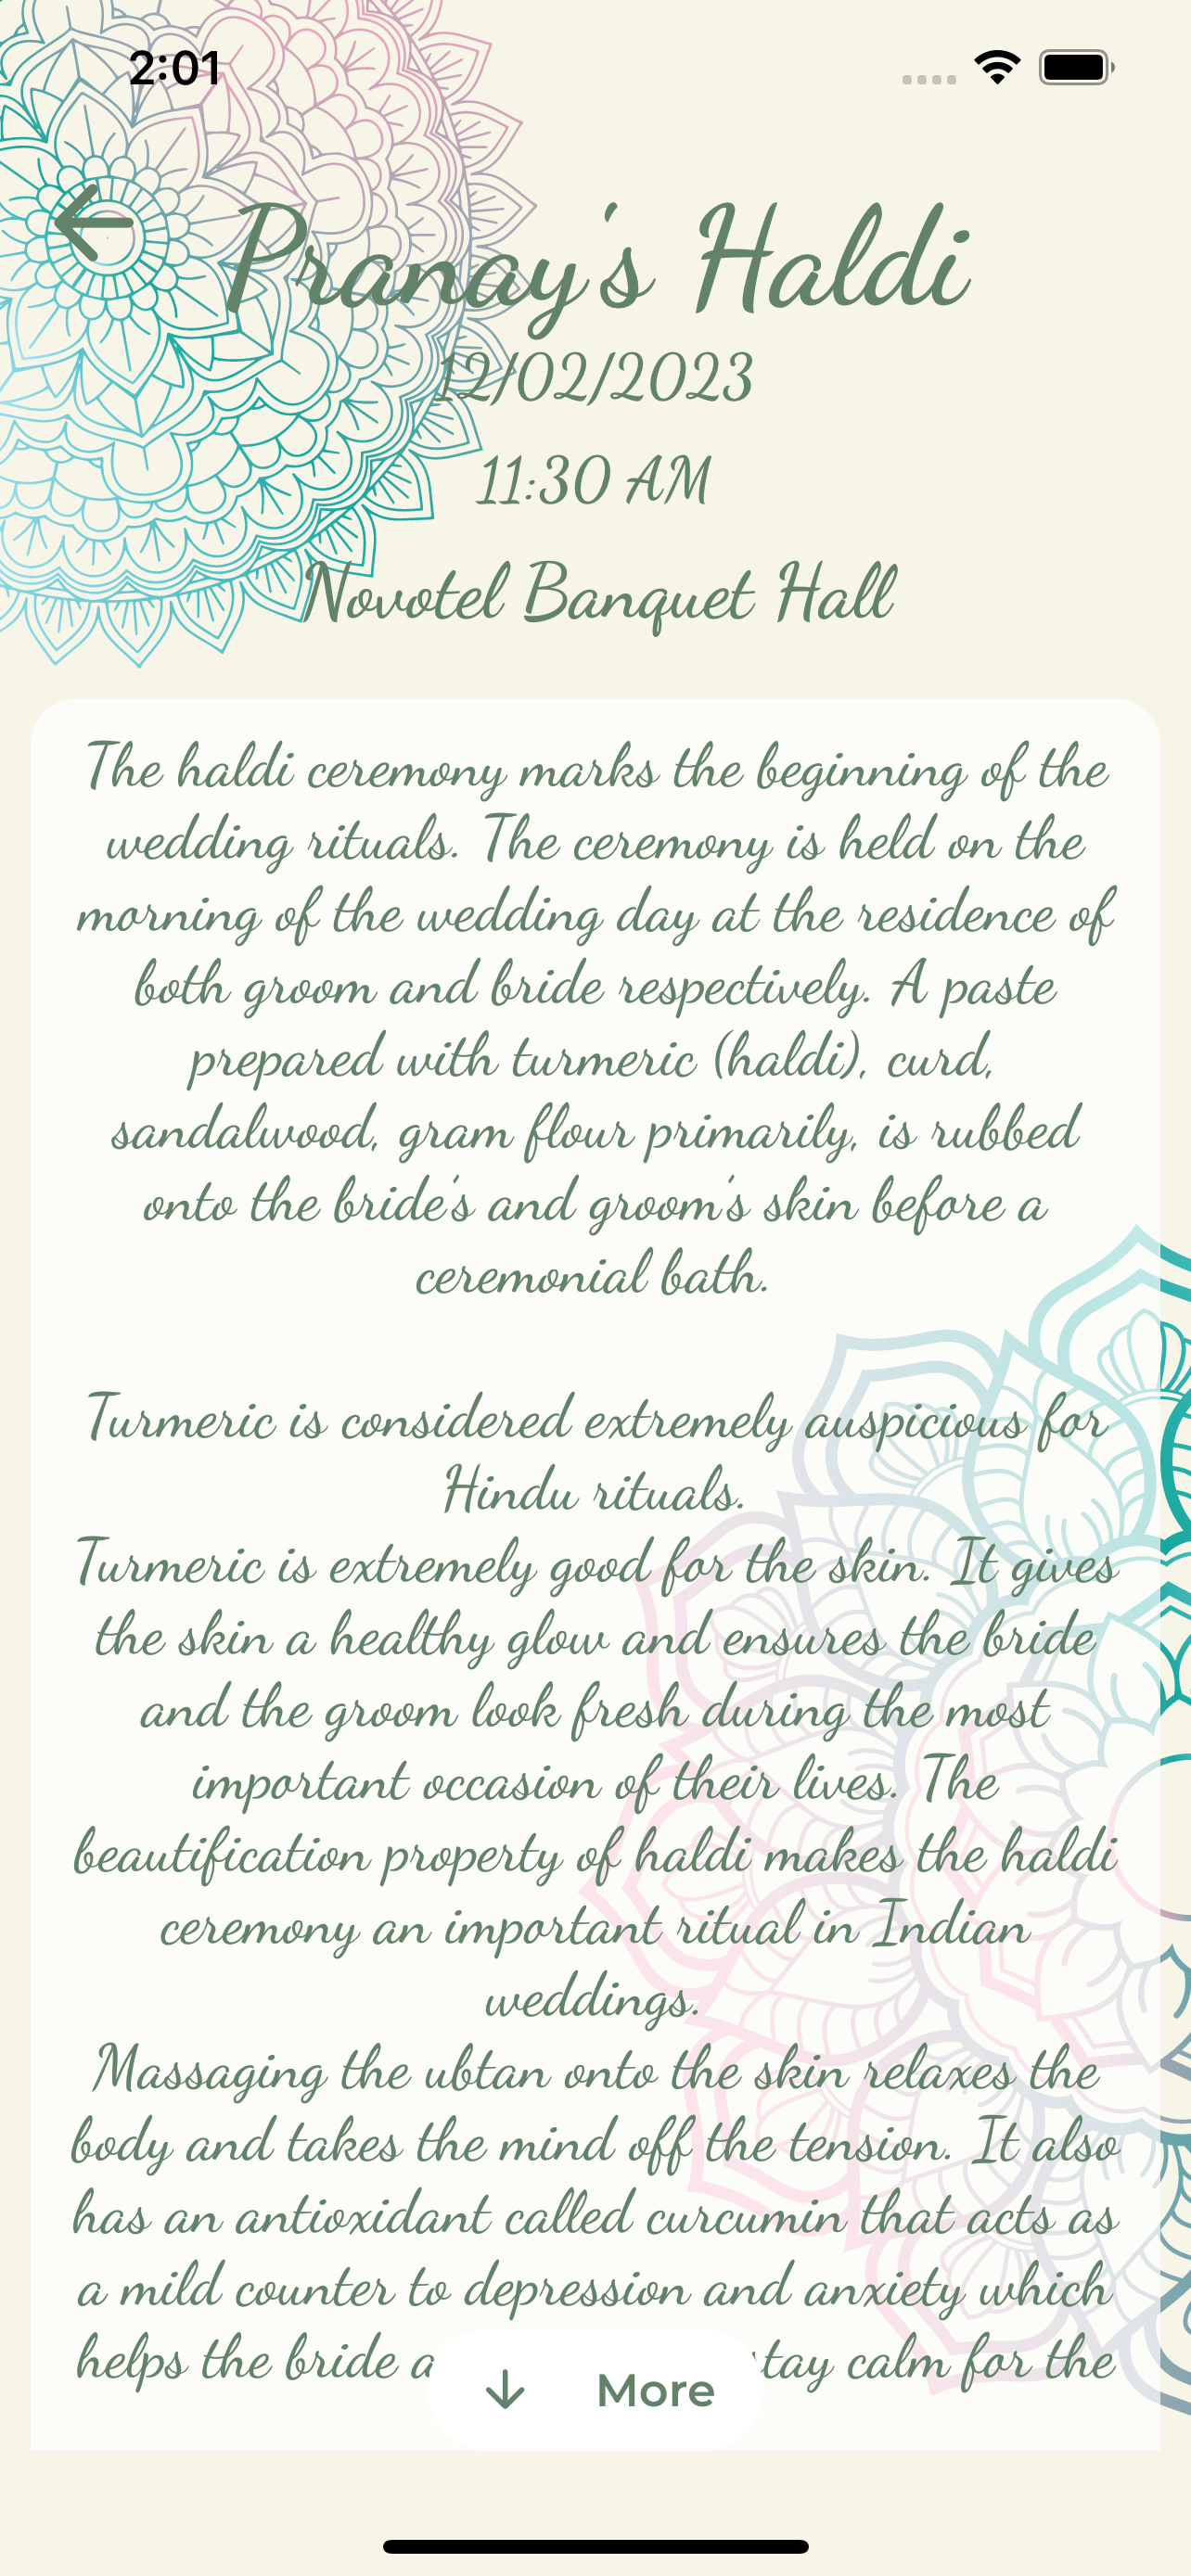 2:01
Pranay's Haldi
12/02/2023
11:30 AM
Novotel Banquet Hall
The haldi ceremony marks the beginning of the
wedding rituals. The ceremony is held on the
morning of the wedding day at the residence of
both groom and bride respectively. A paste
prepared with turmeric (haldi), curd,
sandalwood, gram flour primarily, is rubbed
onto the bride's and groom's skin before a
ceremonial bath.
Turmeric is considered extremely auspicious for
Hindu rituals.
Turmeric is extremely good for the skin. It gives
the skin a healthy glow and ensures the bride
and the groom look fresh during the most
important occasion of their lives. The
beautification property of haldi makes the haldi
ceremony an important ritual in Indian
weddings.
Massaging the ubtan onto the skin relaxes the
body and takes the mind off the tension. It also
has an antioxidant called curcumin that acts as
a mild counter to depression and anxiety which
helps the bride calm for the
More